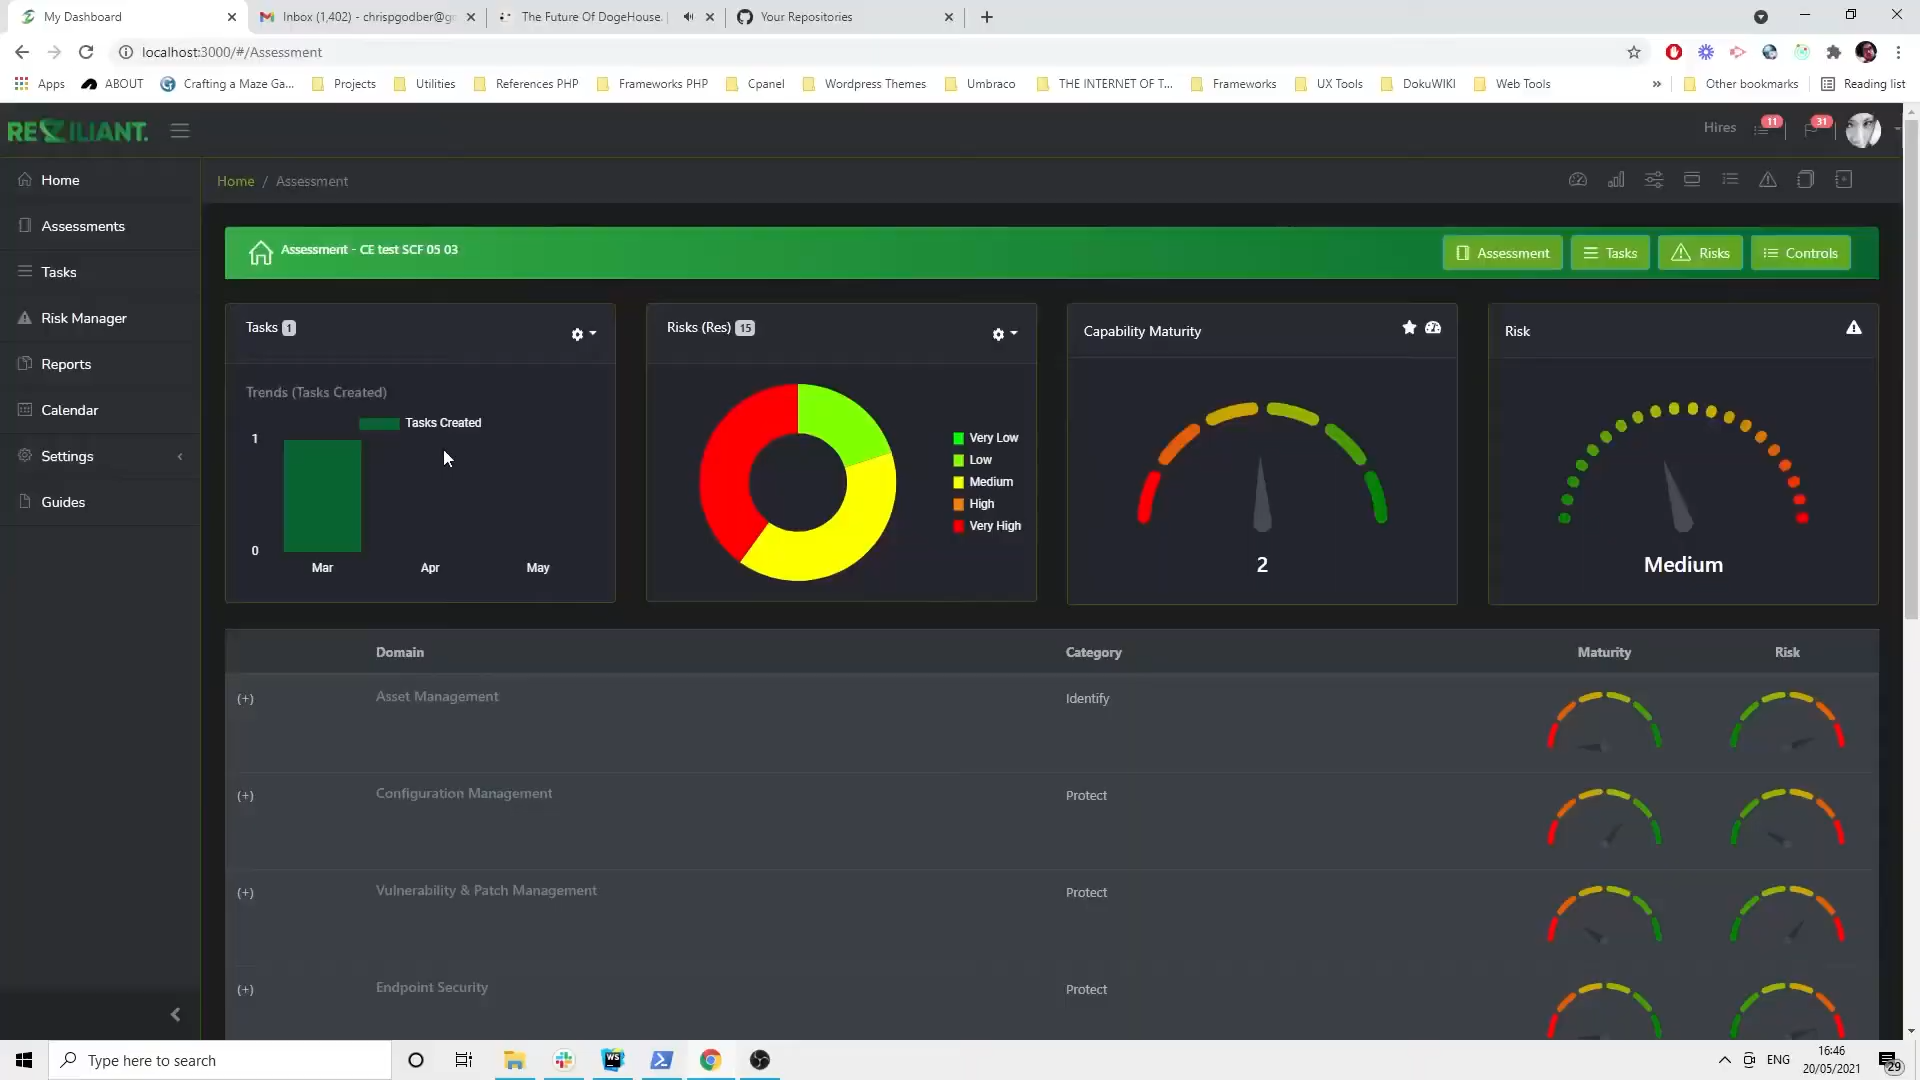 My Dashboard
Inbox (1,402) - chrispgodber@gr
The Future Of DogeHouse.
Your Repositories
localhost:3000/#/Assessment
Apps
ABOUT
Crafting a Maze Ga...
Projects
Utilities
References PHP
Frameworks PHP
Cpanel
Wordpress Themes
Umbraco
THE INTERNET OF T...
Frameworks
UX Tools
DokuWIKI
Web Tools
»
Other bookmarks
Reading list
REZILIANT.
Hires
11
31
Home
Assessments
Tasks
Risk Manager
Reports
Calendar
Settings
Guides
Home / Assessment
Assessment - CE test SCF 05 03
Assessment
Tasks
Risks
Controls
Tasks 1
Trends (Tasks Created)
Tasks Created
1
0
Mar
Apr
May
Risks (Res) 15
Very Low
Low
Medium
High
Very High
Capability Maturity
2
Risk
Medium
Domain
Category
Maturity
Risk
(+)
Asset Management
Identify
(+)
Configuration Management
Protect
(+)
Vulnerability & Patch Management
Protect
(+)
Endpoint Security
Protect
Type here to search
WS
ENG
16:46
20/05/2021
29